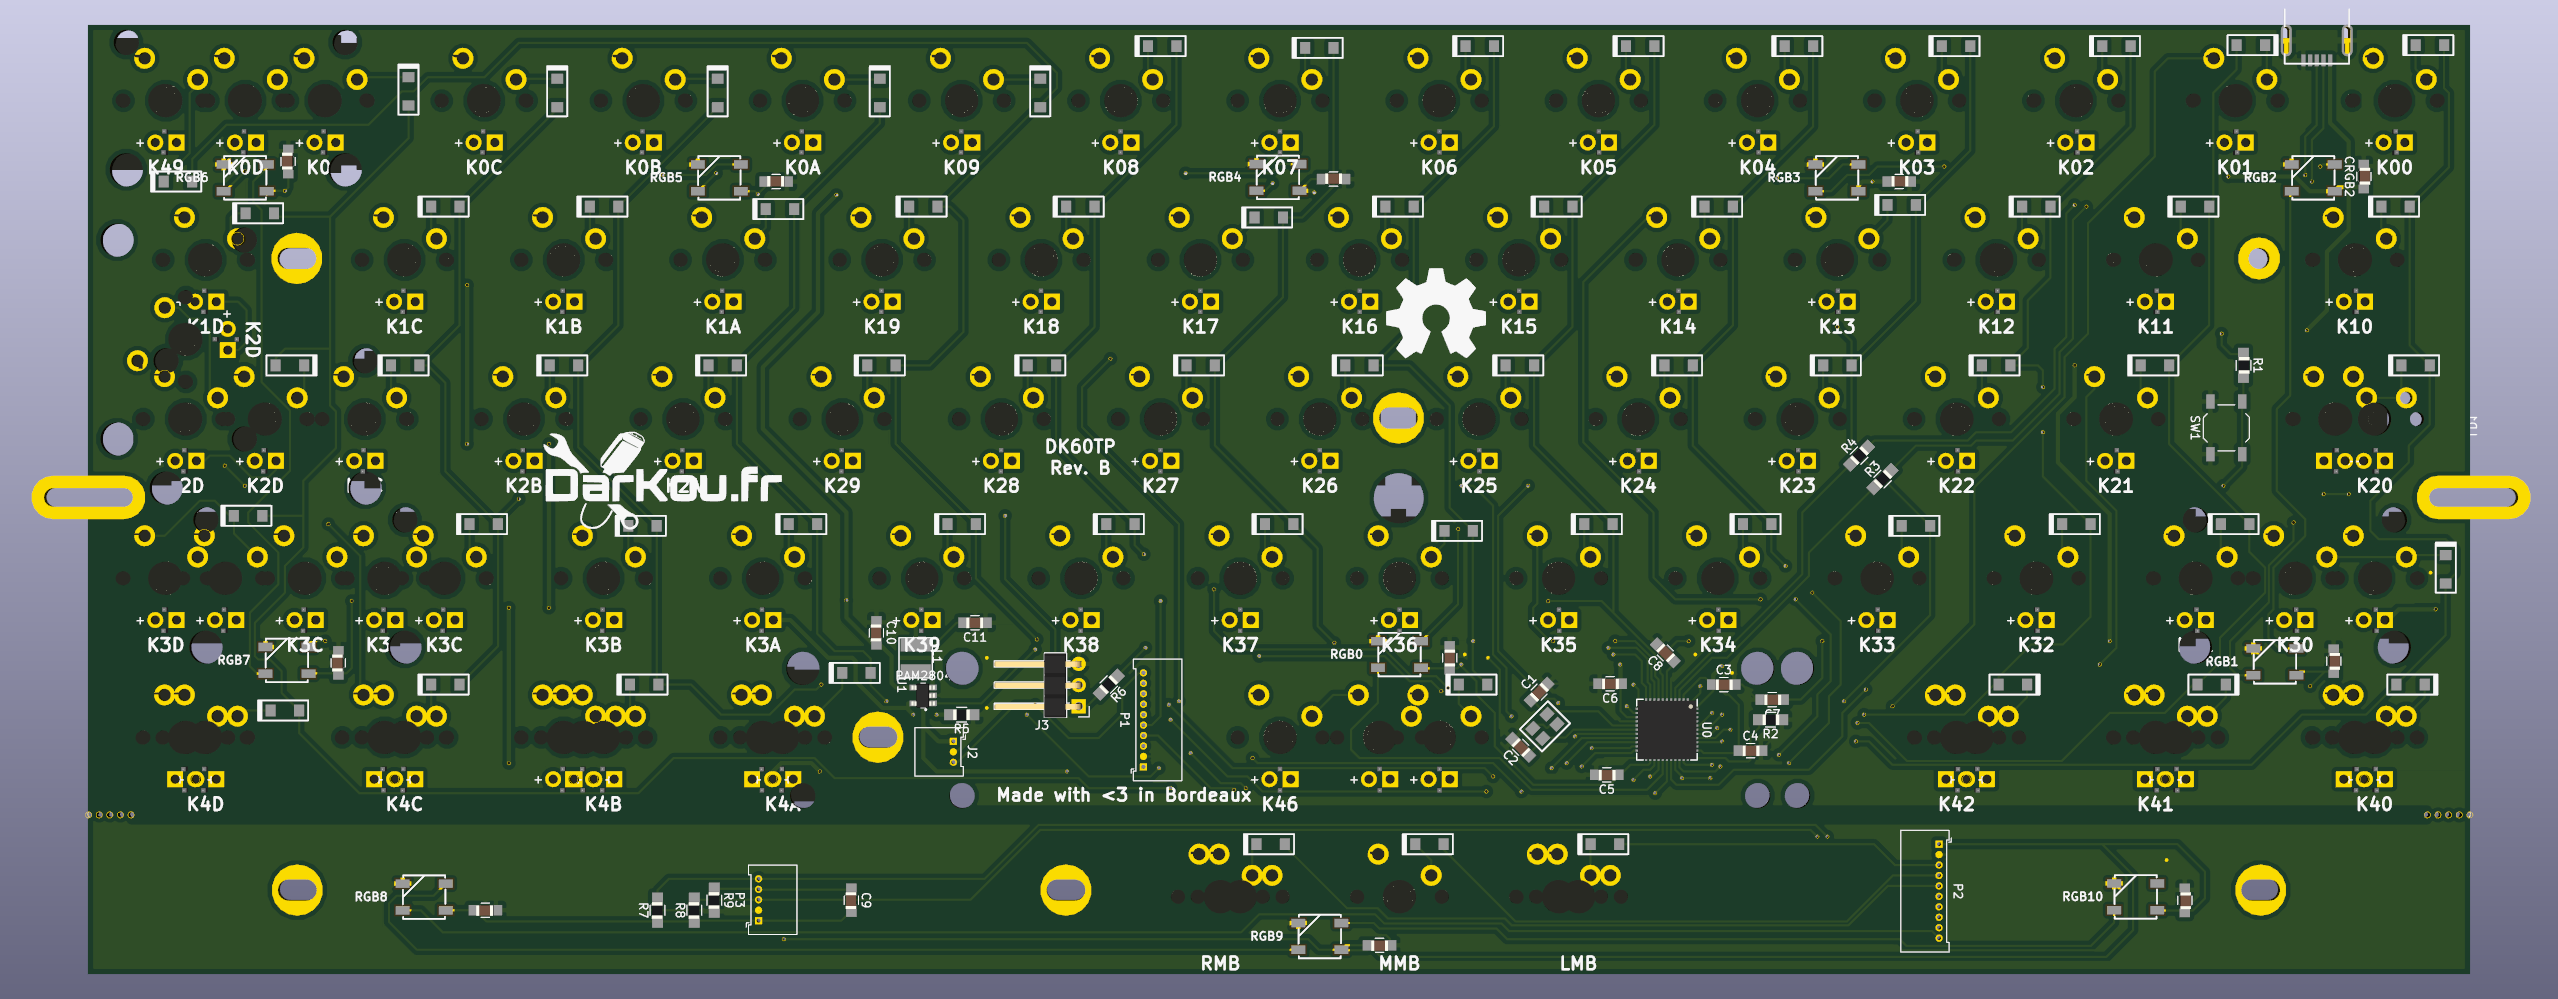 K49 K0D K0 K0C K0B K0A K09 K08 K07 K06 K05 K04 K03 K02 K01 K00
RGB6 RGB5 RGB4 RGB3 RGB2 CRGB2
K1D K1C K1B K1A K19 K18 K17 K16 K15 K14 K13 K12 K11 K10
K2D
R1
SW1
DK60TP
Rev. B
R4
R3
K2D K2B K29 K28 K27 K26 K25 K24 K23 K22 K21 K20
DarKou.fr
K3D K3C K3C K3B K3A K39 K38 K37 K36 K35 K34 K33 K32 K30
C10 C11
RGB7 RGB0 RGB1
PAM2804
U1
R5
J2
J3
R6
P1
C1
C2
C6
C8
C3
U0
R2
C4
C5
K4D K4C K4B K4A K46 K42 K41 K40
Made with <3 in Bordeaux
RGB8
R7 R8 R9 P3 C9
RGB9
P2
RGB10
RMB MMB LMB